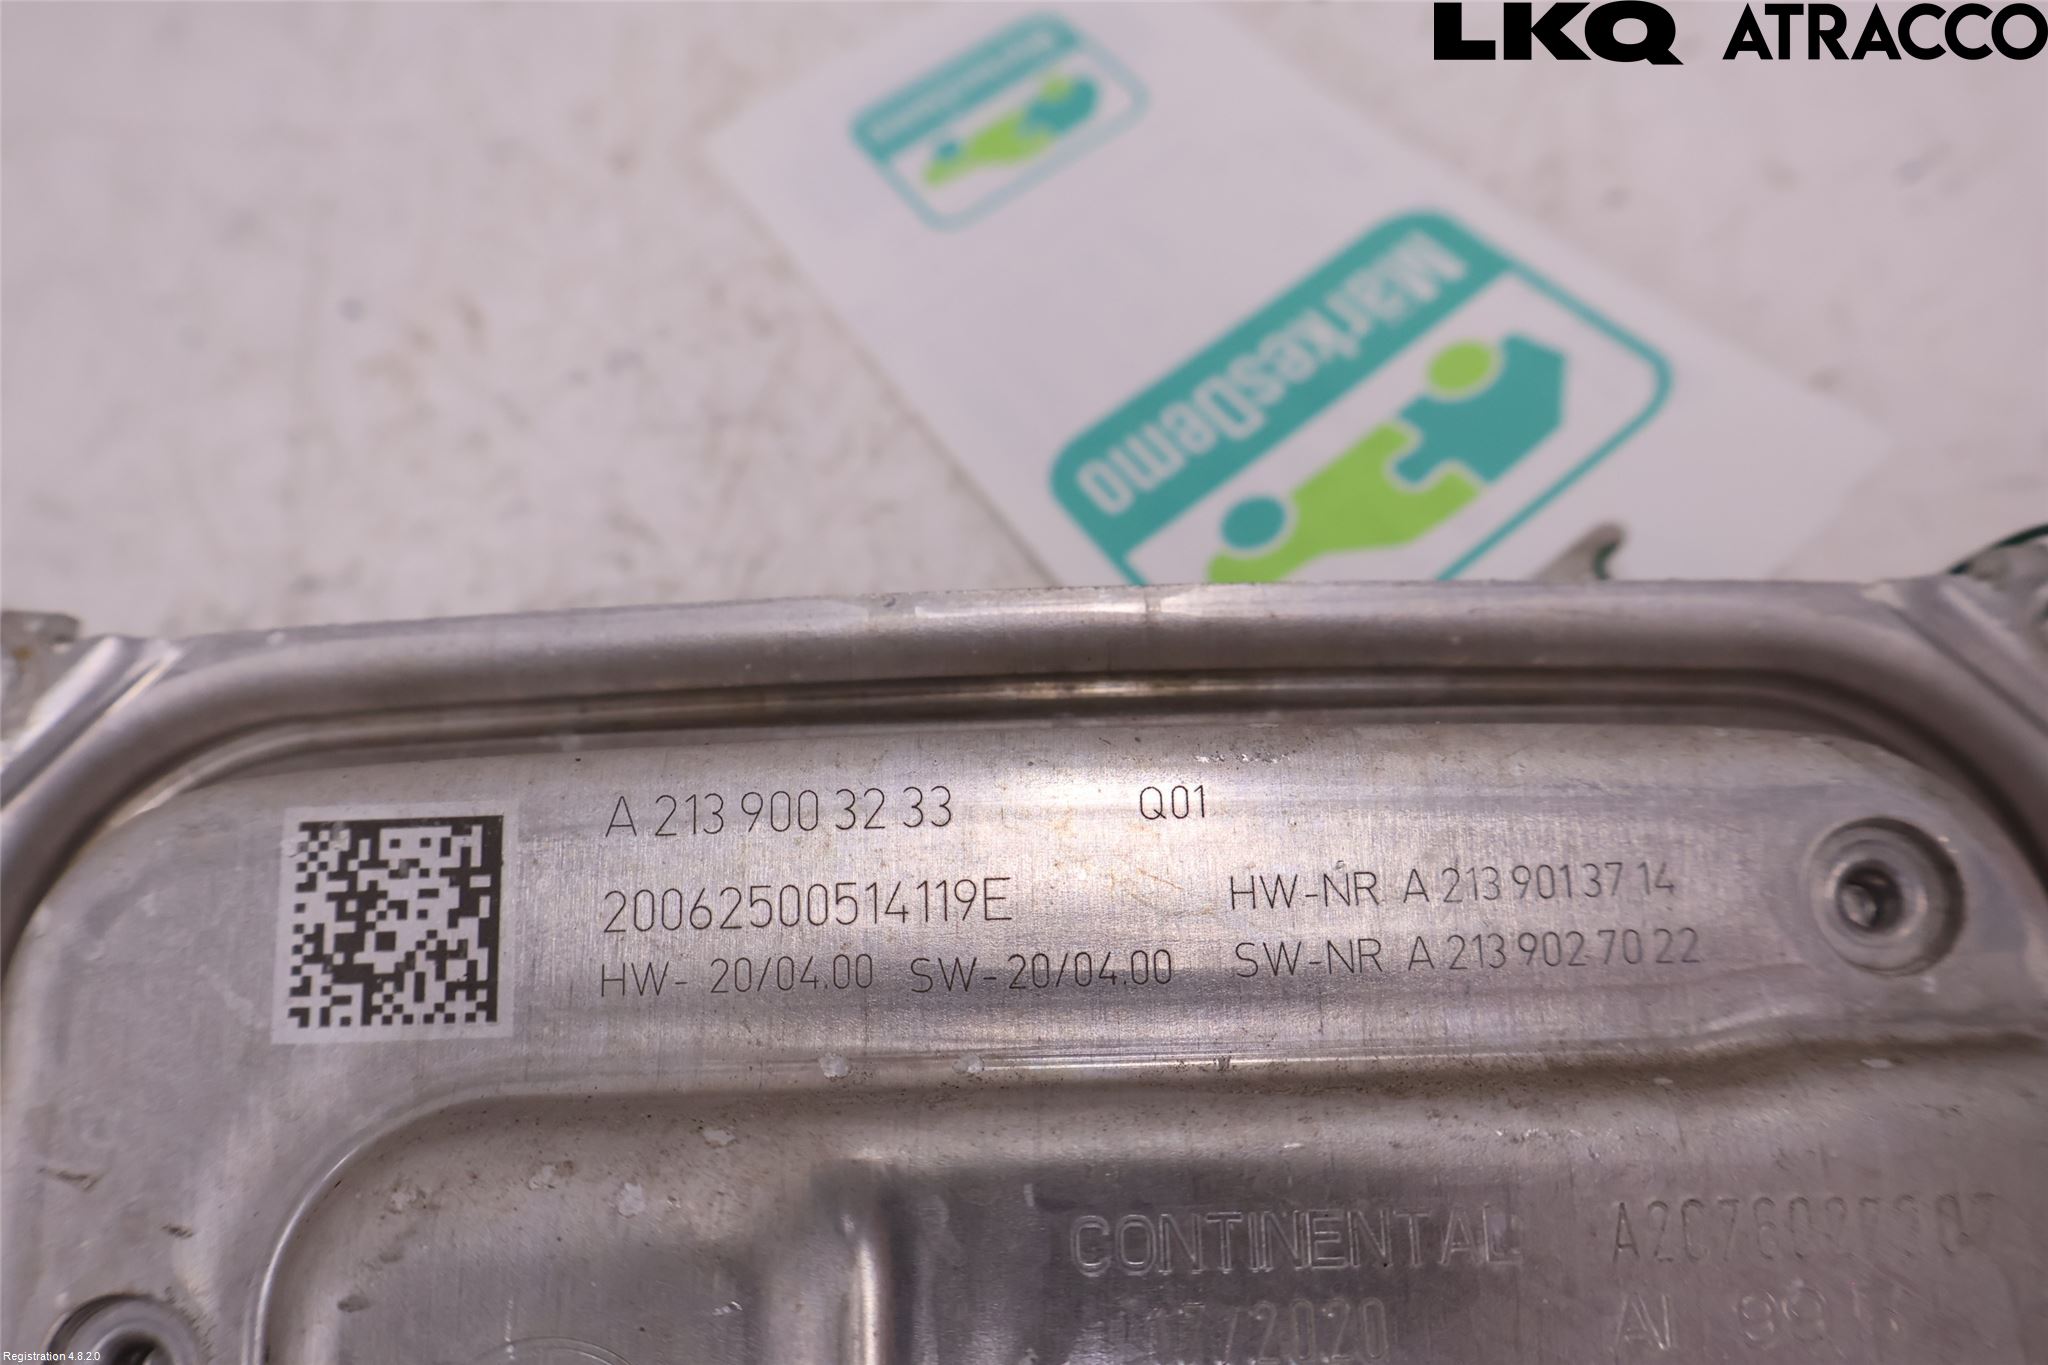 LKQ ATRACCO
MarkesDemo
A 213 900 32 33 Q01
20062500514119E
HW-NR A 213 901 37 14
HW- 20/04.00 SW-20/04.00
SW-NR A 213 902 70 22
CONTINENTAL
Registration 4.8.2.0